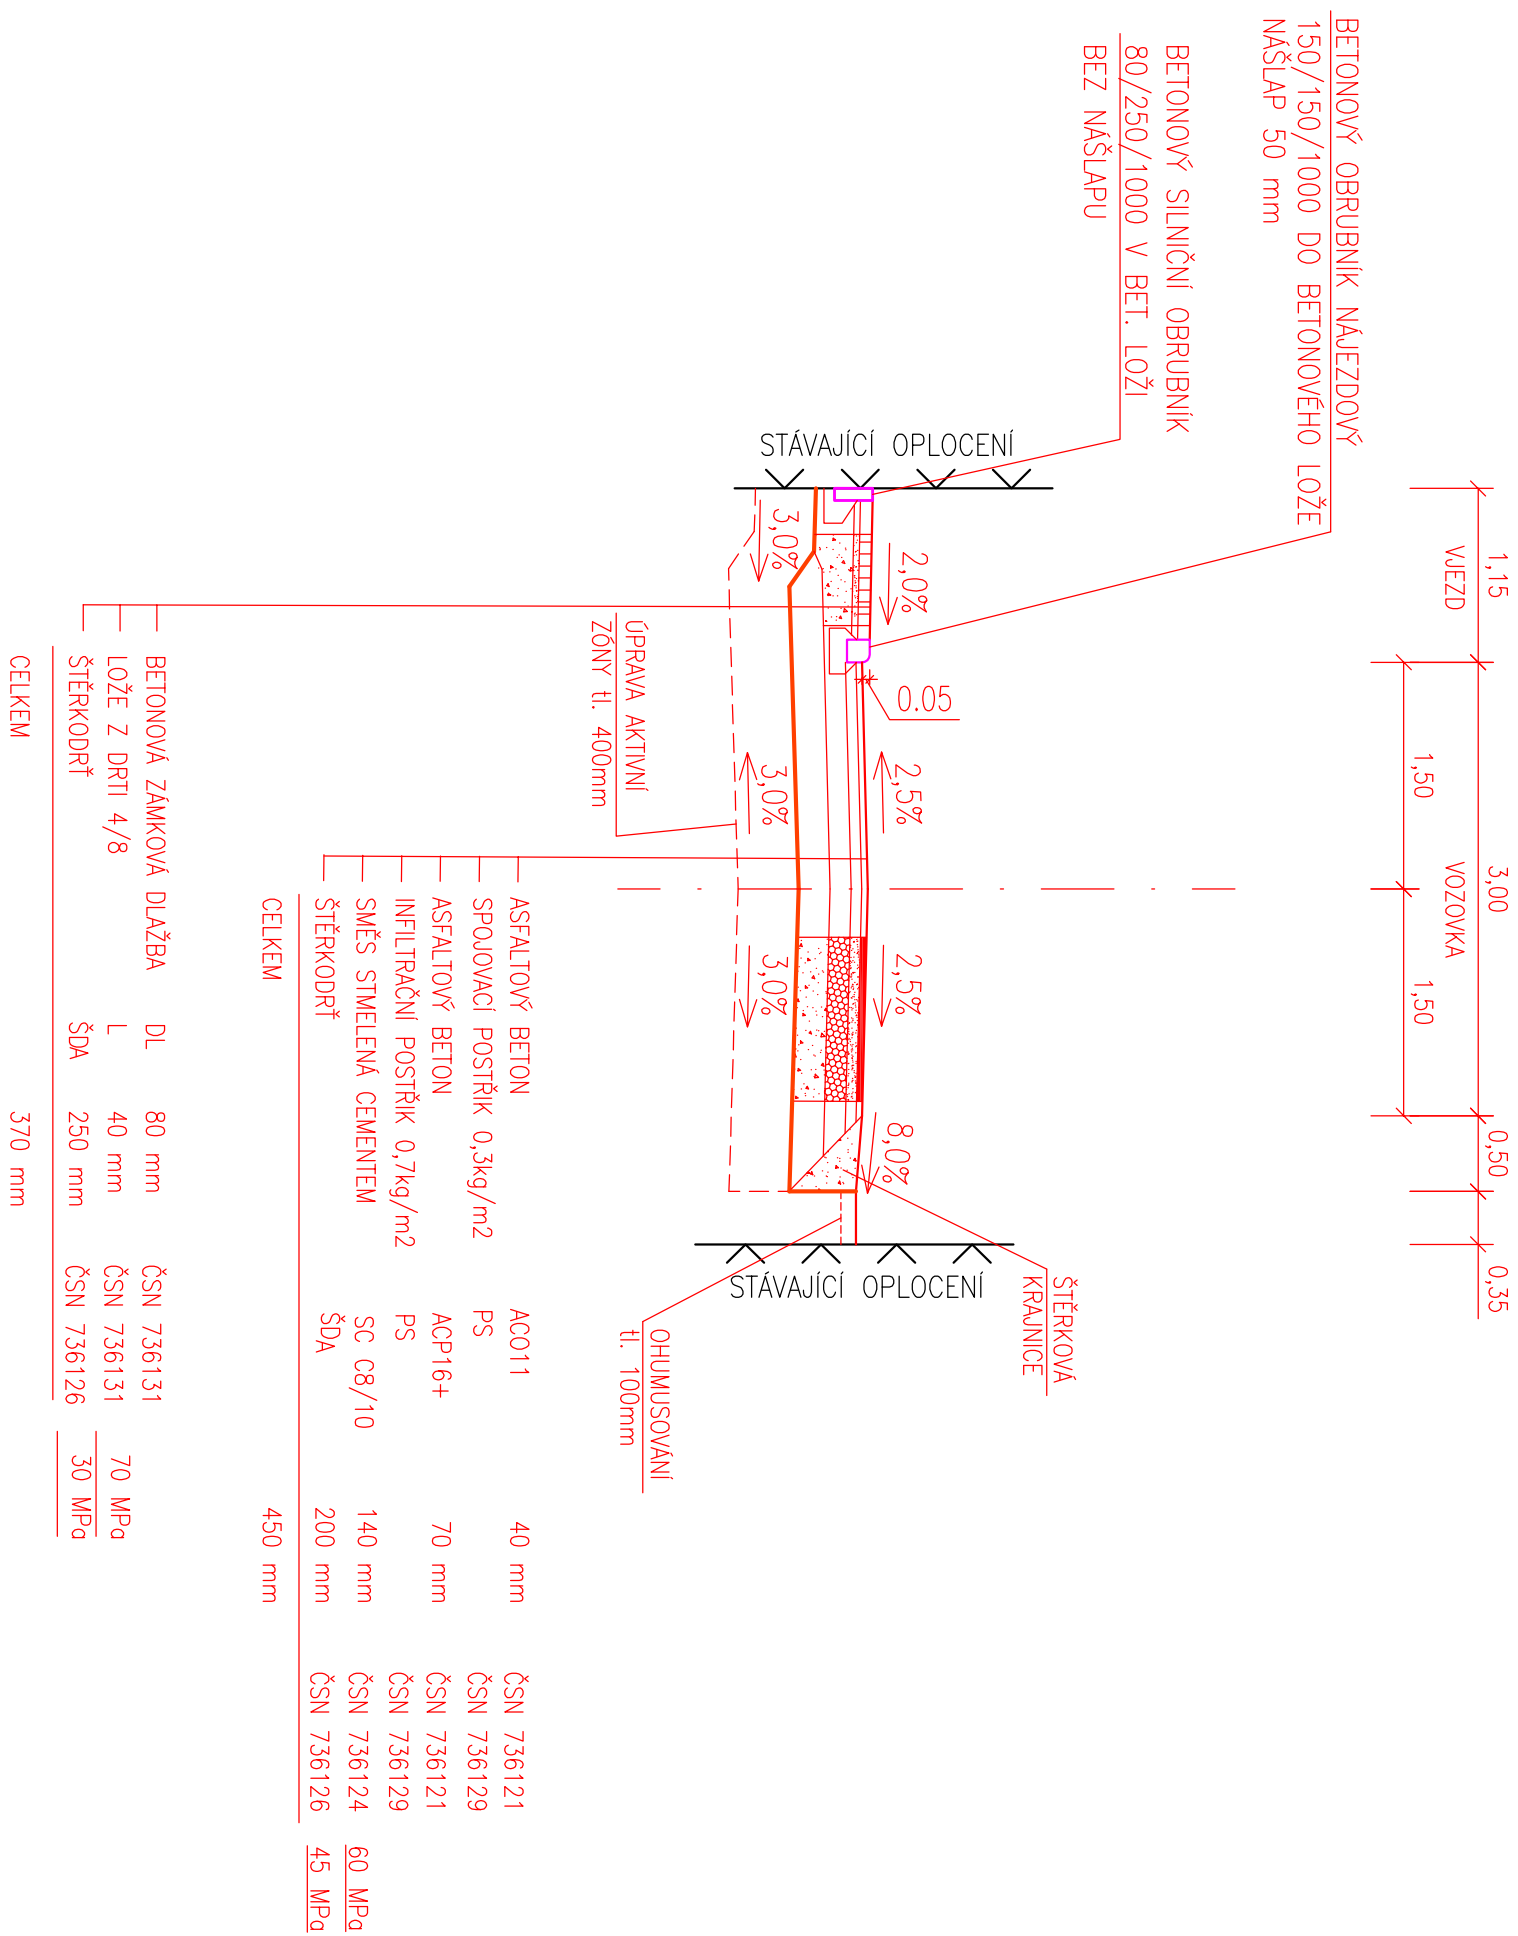 BETONOVÝ OBRUBNÍK NÁJEZDOVÝ
150/150/1000 DO BETONOVÉHO LOŽE
NÁŠLAP 50 mm
BETONOVÝ SILNIČNÍ OBRUBNÍK
80/250/1000 V BET. LOŽI
BEZ NÁŠLAPU
1,15
3,00
0,50
0,35
VJEZD
VOZOVKA
1,50
1,50
STÁVAJÍCÍ OPLOCENÍ
STÁVAJÍCÍ OPLOCENÍ
2,0%
0.05
2,5%
2,5%
8,0%
3,0%
3,0%
3,0%
ŠTĚRKOVÁ
KRAJNICE
OHUMUSOVÁNÍ
tl. 100mm
ÚPRAVA AKTIVNÍ
ZÓNY tl. 400mm
ASFALTOVÝ BETON ACO11 40 mm ČSN 736121
SPOJOVACÍ POSTŘIK 0,3kg/m2 PS ČSN 736129
ASFALTOVÝ BETON ACP16+ 70 mm ČSN 736121
INFILTRAČNÍ POSTŘIK 0,7kg/m2 PS ČSN 736129
SMĚS STMELENÁ CEMENTEM SC C8/10 140 mm ČSN 736124 60 MPa
ŠTĚRKODRŤ ŠDA 200 mm ČSN 736126 45 MPa
CELKEM 450 mm
BETONOVÁ ZÁMKOVÁ DLAŽBA DL 80 mm ČSN 736131
LOŽE Z DRTI 4/8 L 40 mm ČSN 736131 70 MPa
ŠTĚRKODRŤ ŠDA 250 mm ČSN 736126 30 MPa
CELKEM 370 mm